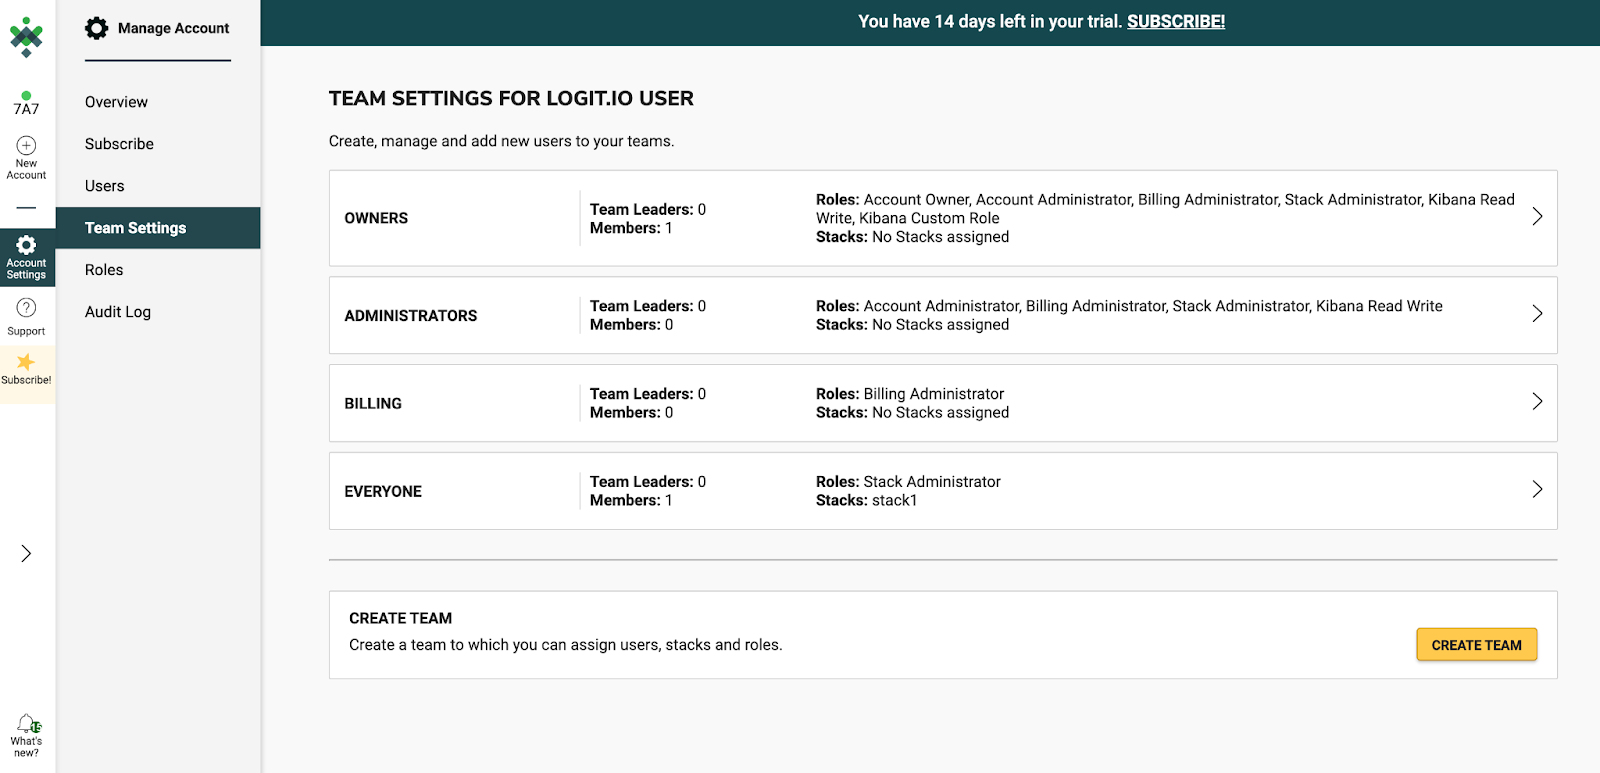 You have 14 days left in your trial. SUBSCRIBE!
7A7
New
Account
Account
Settings
Support
Subscribe!
What's
new?
15
Manage Account
Overview
Subscribe
Users
Team Settings
Roles
Audit Log
TEAM SETTINGS FOR LOGIT.IO USER
Create, manage and add new users to your teams.
OWNERS
Team Leaders: 0
Members: 1
Roles: Account Owner, Account Administrator, Billing Administrator, Stack Administrator, Kibana Read
Write, Kibana Custom Role
Stacks: No Stacks assigned
ADMINISTRATORS
Team Leaders: 0
Members: 0
Roles: Account Administrator, Billing Administrator, Stack Administrator, Kibana Read Write
Stacks: No Stacks assigned
BILLING
Team Leaders: 0
Members: 0
Roles: Billing Administrator
Stacks: No Stacks assigned
EVERYONE
Team Leaders: 0
Members: 1
Roles: Stack Administrator
Stacks: stack1
CREATE TEAM
Create a team to which you can assign users, stacks and roles.
CREATE TEAM